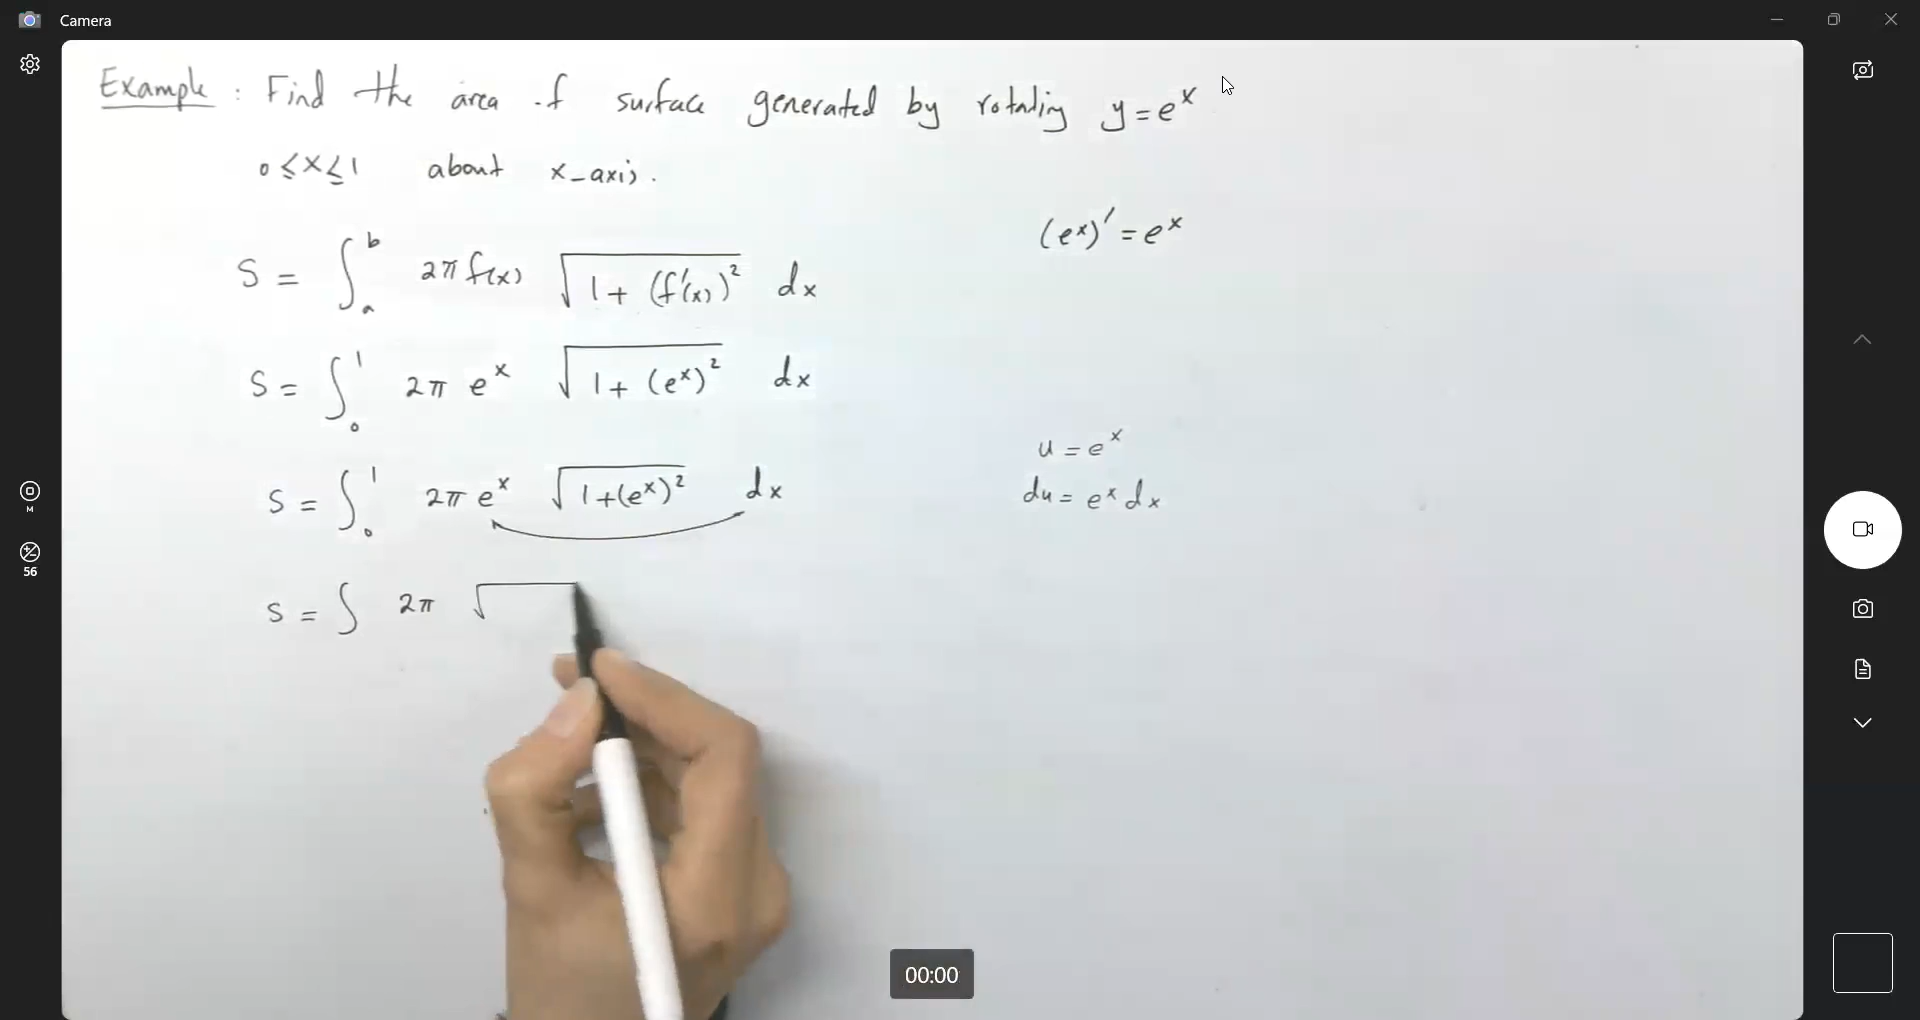 Camera
Example : Find the area of surface generated by rotating y = e^x
0 ≤ x ≤ 1 about x-axis.
(e^x)' = e^x
S = ∫_a^b 2π f(x) √(1 + (f'(x))^2) dx
S = ∫_0^1 2π e^x √(1 + (e^x)^2) dx
u = e^x
S = ∫_0^1 2π e^x √(1+(e^x)^2) dx
du = e^x dx
S = ∫ 2π √
M
56
00:00